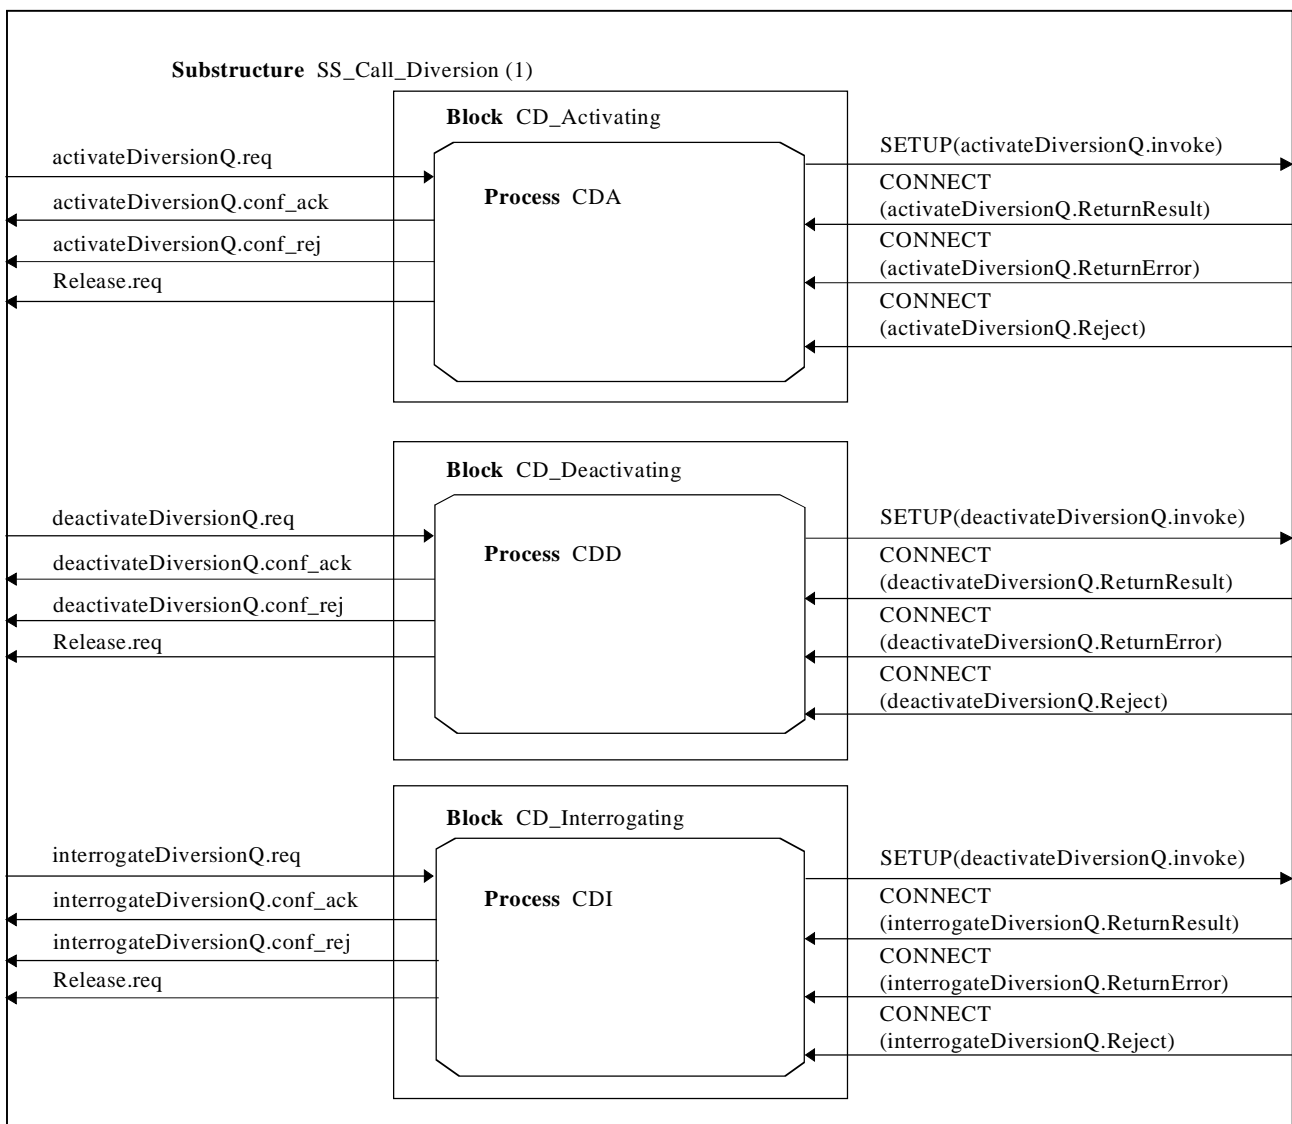 Substructure SS_Call_Diversion (1)
Block CD_Activating
activateDiversionQ.req
activateDiversionQ.conf_ack
activateDiversionQ.conf_rej
Release.req
Process CDA
SETUP(activateDiversionQ.invoke)
CONNECT
(activateDiversionQ.ReturnResult)
CONNECT
(activateDiversionQ.ReturnError)
CONNECT
(activateDiversionQ.Reject)
Block CD_Deactivating
deactivateDiversionQ.req
deactivateDiversionQ.conf_ack
deactivateDiversionQ.conf_rej
Release.req
Process CDD
SETUP(deactivateDiversionQ.invoke)
CONNECT
(deactivateDiversionQ.ReturnResult)
CONNECT
(deactivateDiversionQ.ReturnError)
CONNECT
(deactivateDiversionQ.Reject)
Block CD_Interrogating
interrogateDiversionQ.req
interrogateDiversionQ.conf_ack
interrogateDiversionQ.conf_rej
Release.req
Process CDI
SETUP(deactivateDiversionQ.invoke)
CONNECT
(interrogateDiversionQ.ReturnResult)
CONNECT
(interrogateDiversionQ.ReturnError)
CONNECT
(interrogateDiversionQ.Reject)